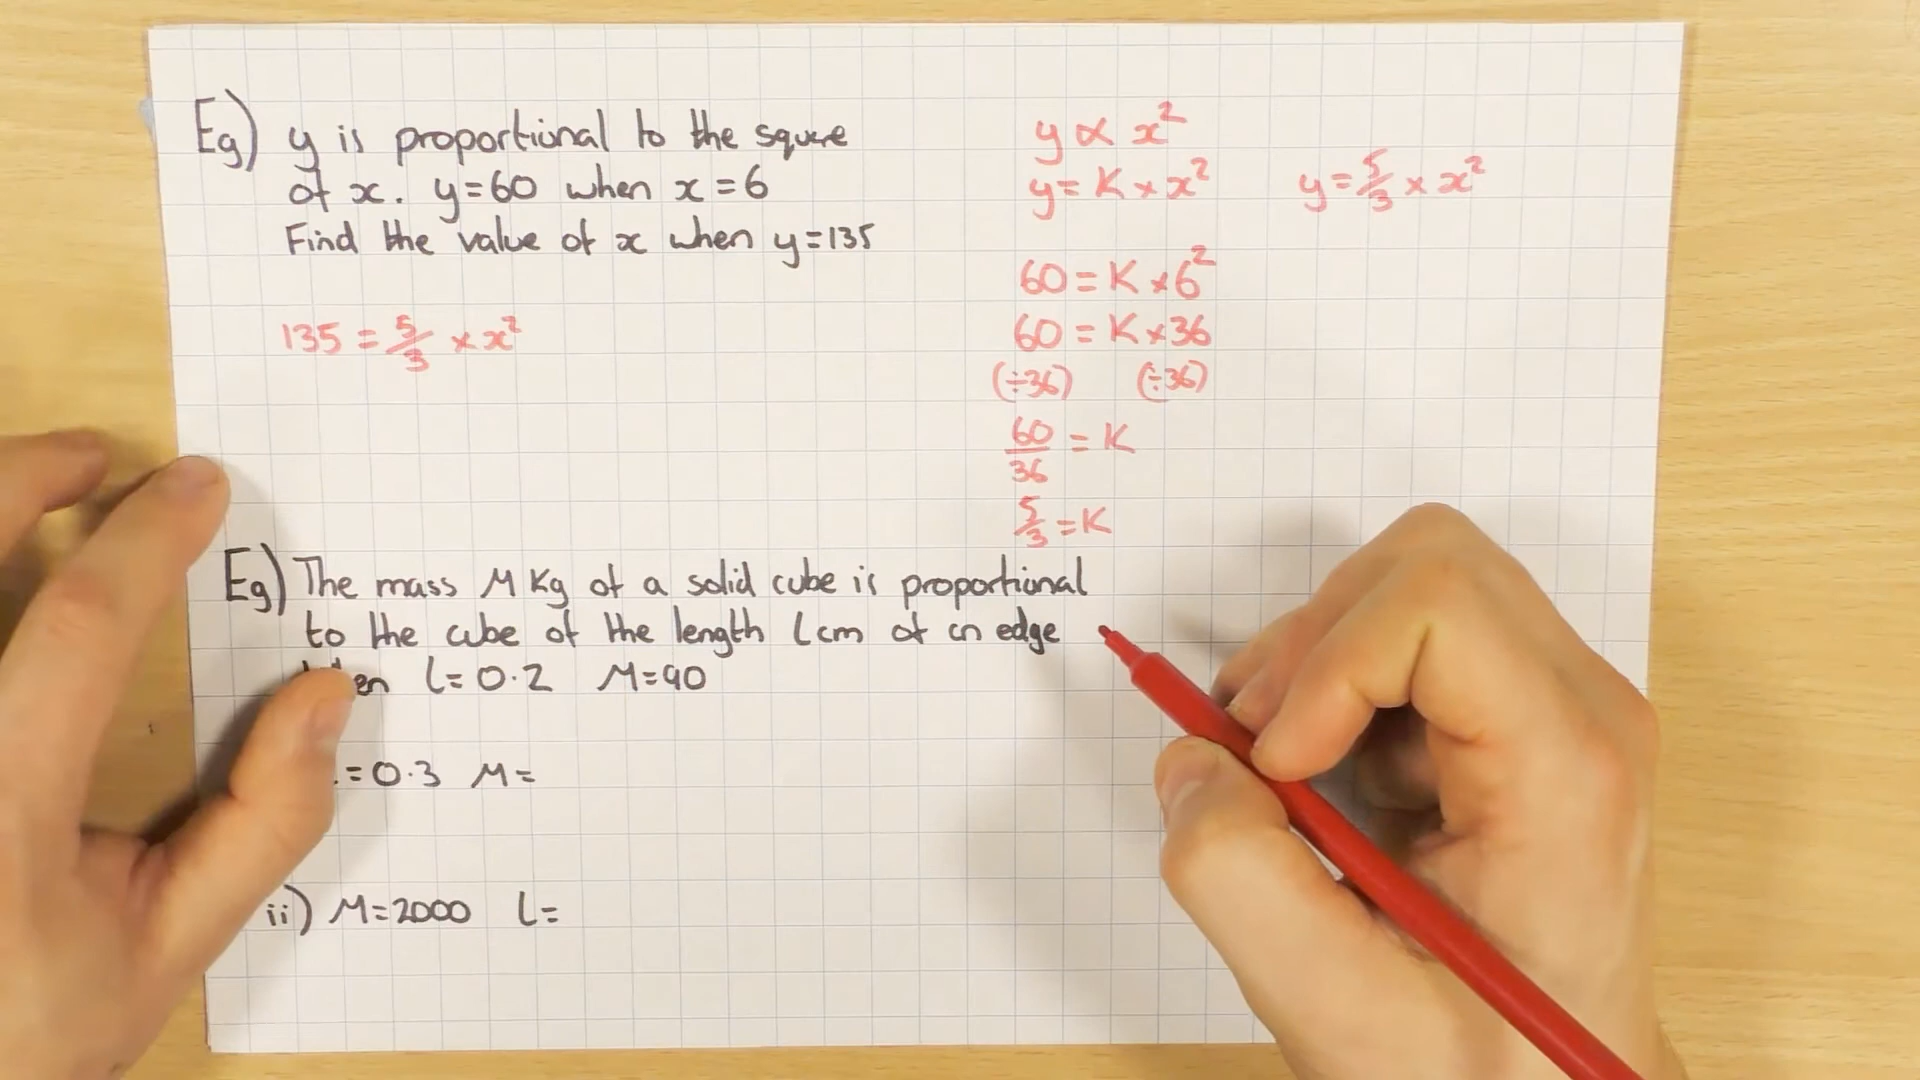 Eg) y is proportional to the square
of x. y=60 when x=6
Find the value of x when y=135
135 = 5/3 × x²
y ∝ x²
y = K × x²
y = 5/3 × x²
60 = K × 6²
60 = K × 36
(÷36) (÷36)
60/36 = K
5/3 = K
Eg) The mass M Kg of a solid cube is proportional
to the cube of the length l cm of an edge
l=0.2 M=90
=0.3 M=
ii) M=2000 l=